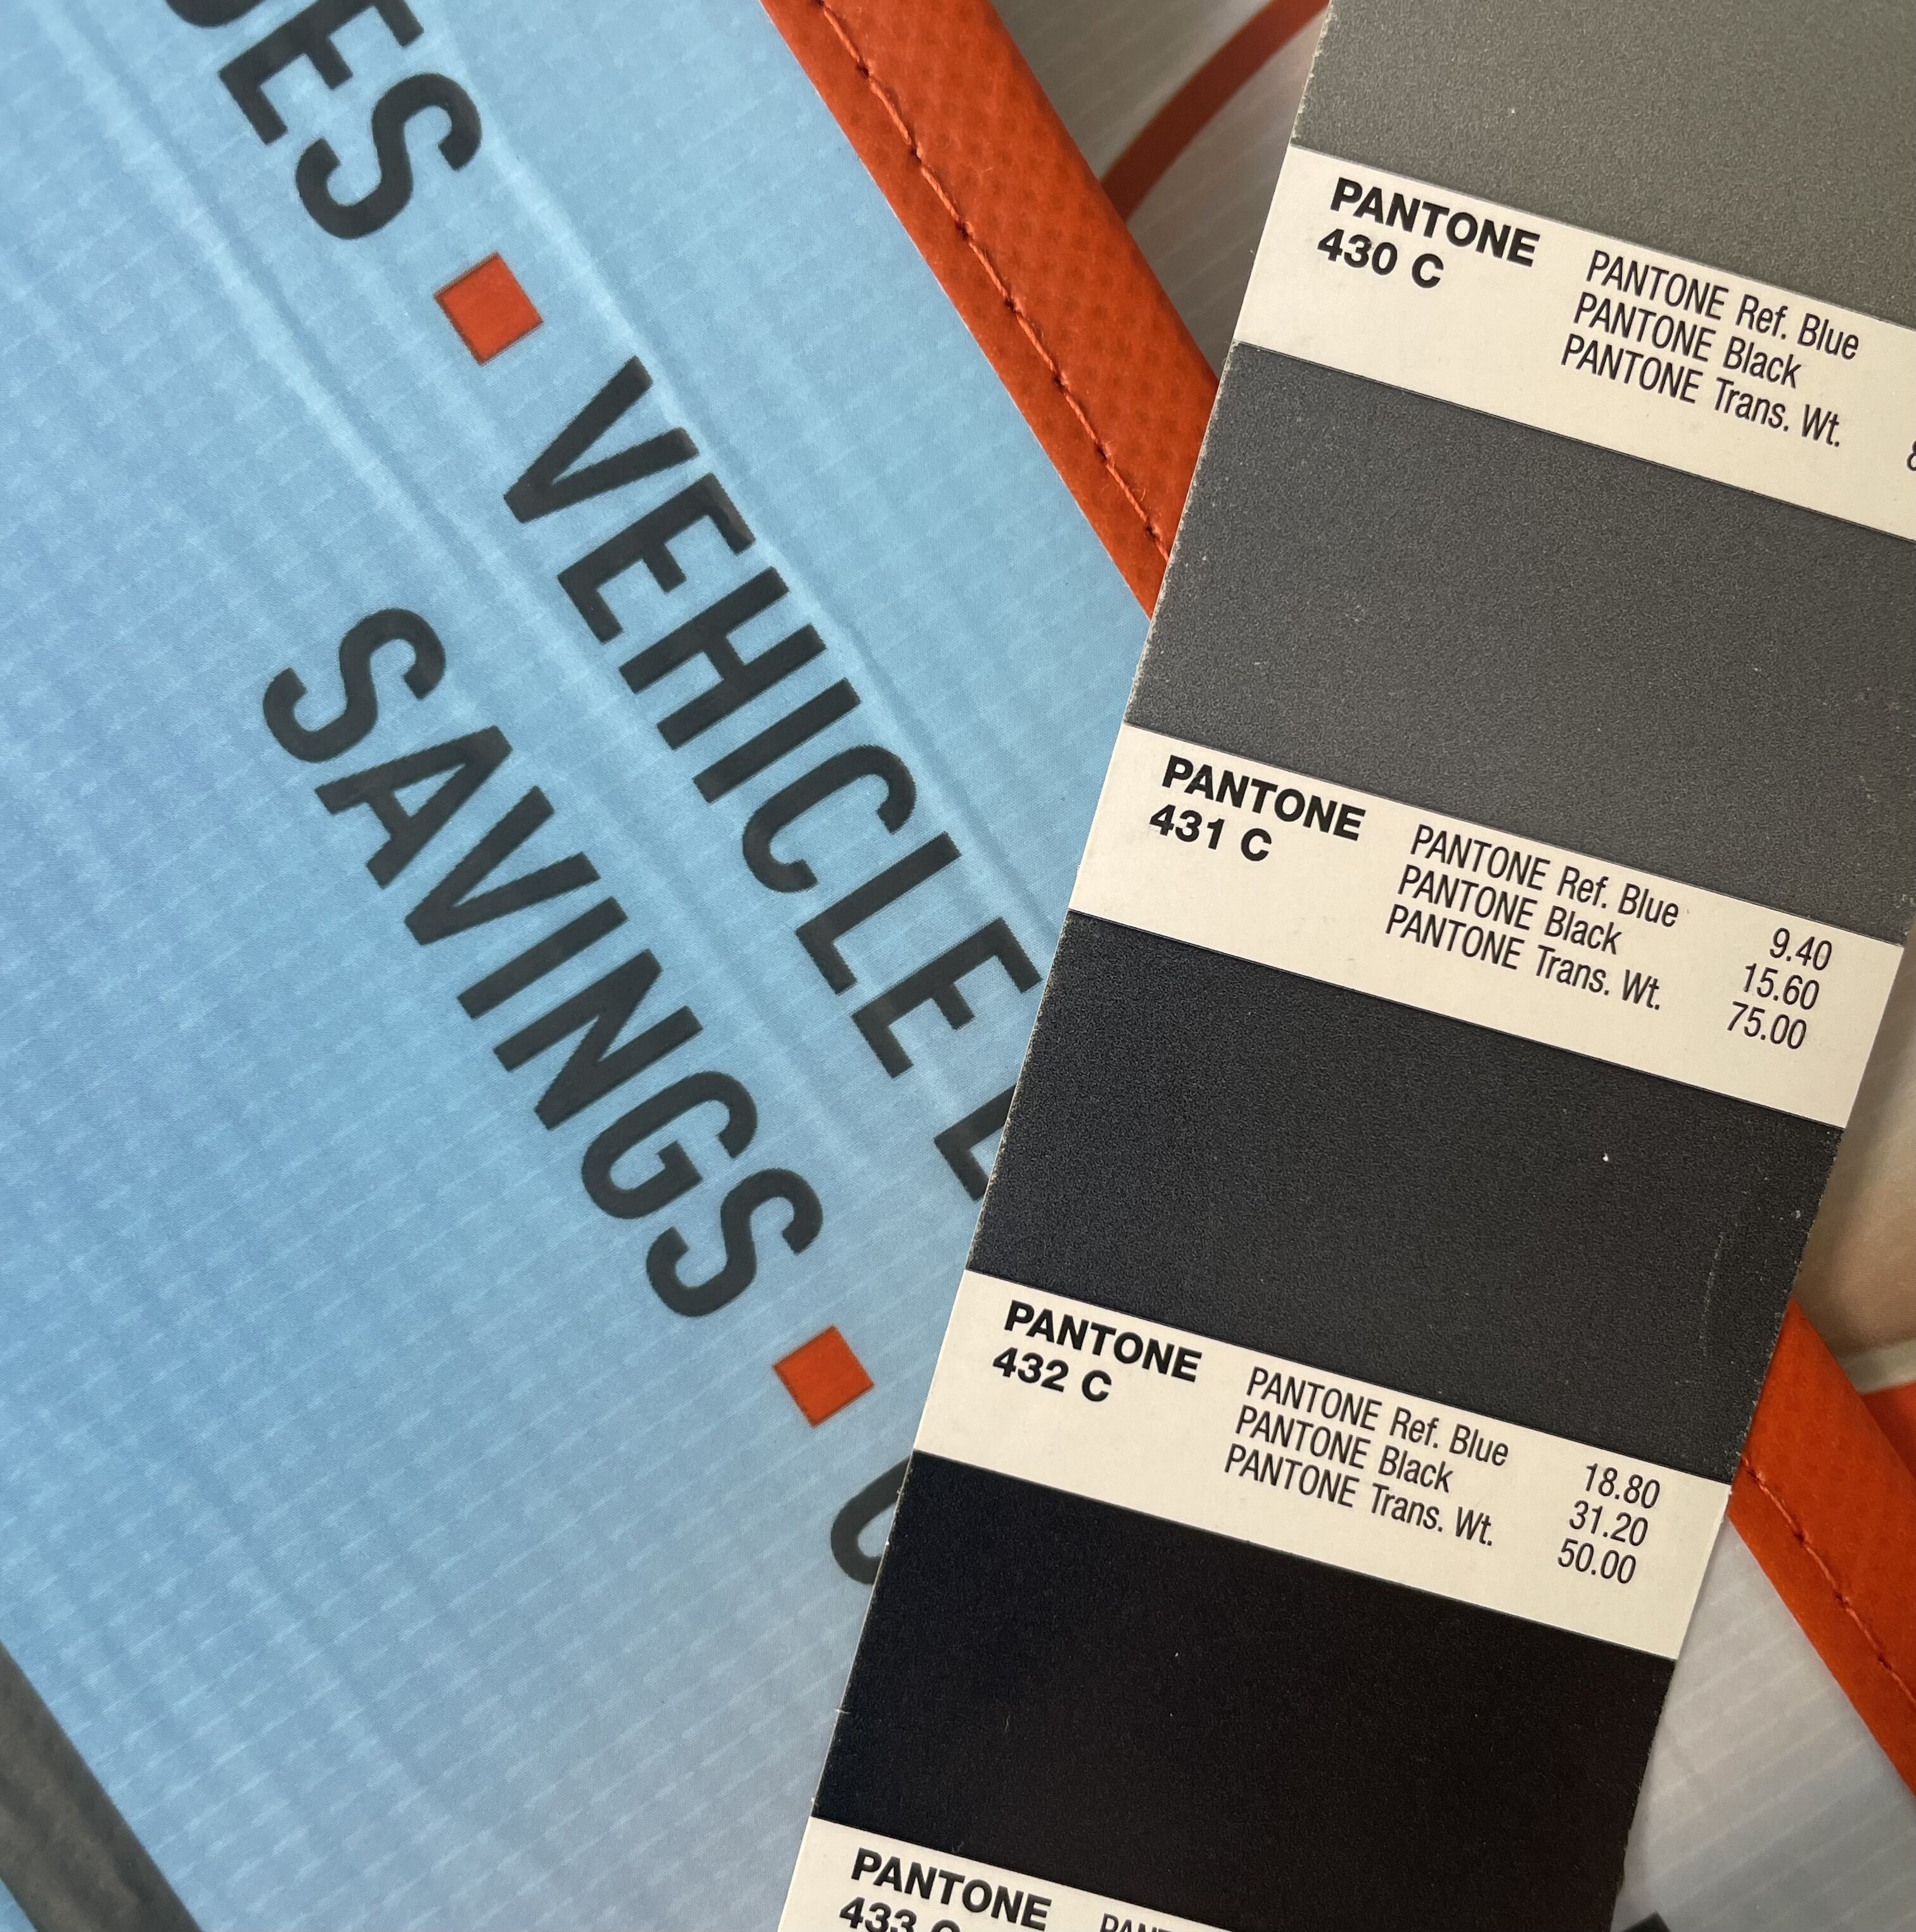 VEHICLE
SAVINGS
PANTONE
430 C
PANTONE Ref. Blue
PANTONE Black
PANTONE Trans. Wt.
PANTONE
431 C
PANTONE Ref. Blue 9.40
PANTONE Black 15.60
PANTONE Trans. Wt. 75.00
PANTONE
432 C
PANTONE Ref. Blue 18.80
PANTONE Black 31.20
PANTONE Trans. Wt. 50.00
PANTONE
433 C